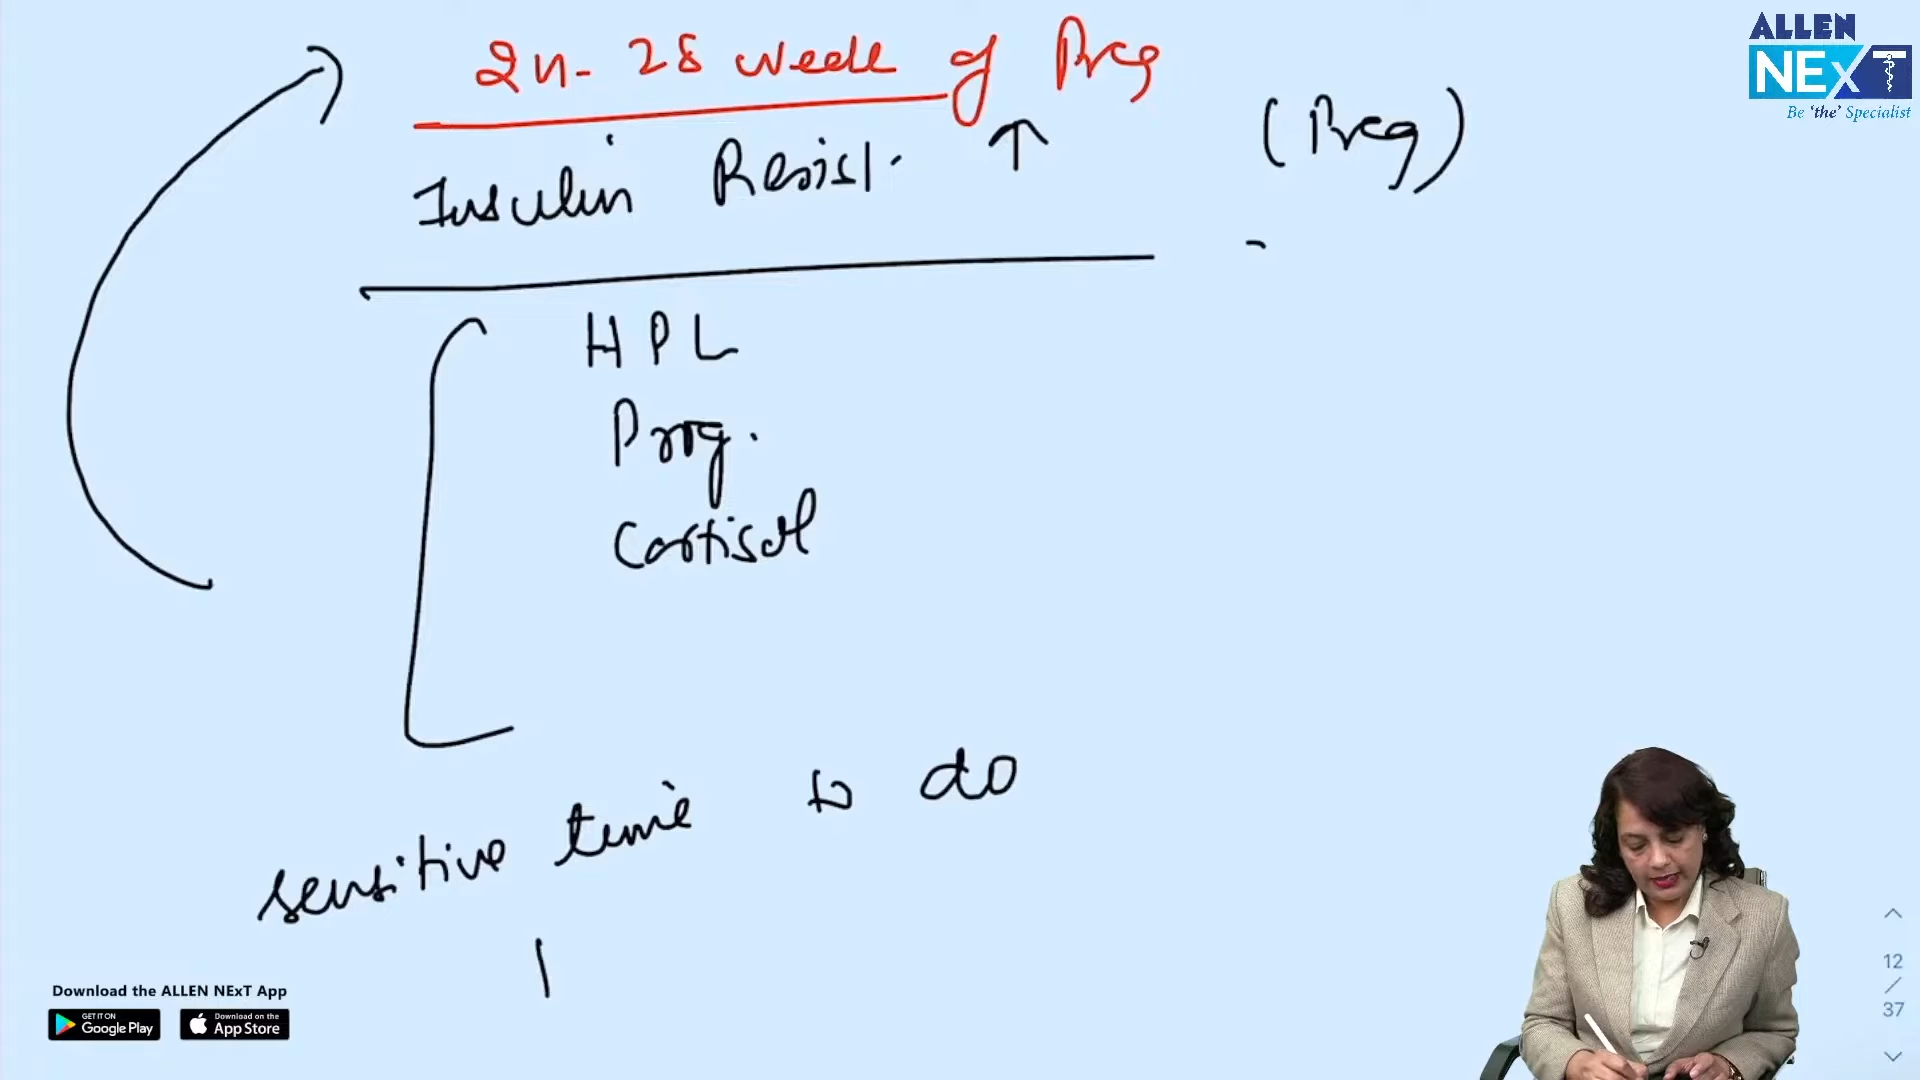 24-28 week of Preg
Insulin Resist. ↑
(Preg)
-
HPL
Prog.
Cortisol
sensitive time to do
ALLEN
NExT
Be 'the' Specialist
Download the ALLEN NExT App
GET IT ON
Google Play
Download on the
App Store
12
/
37